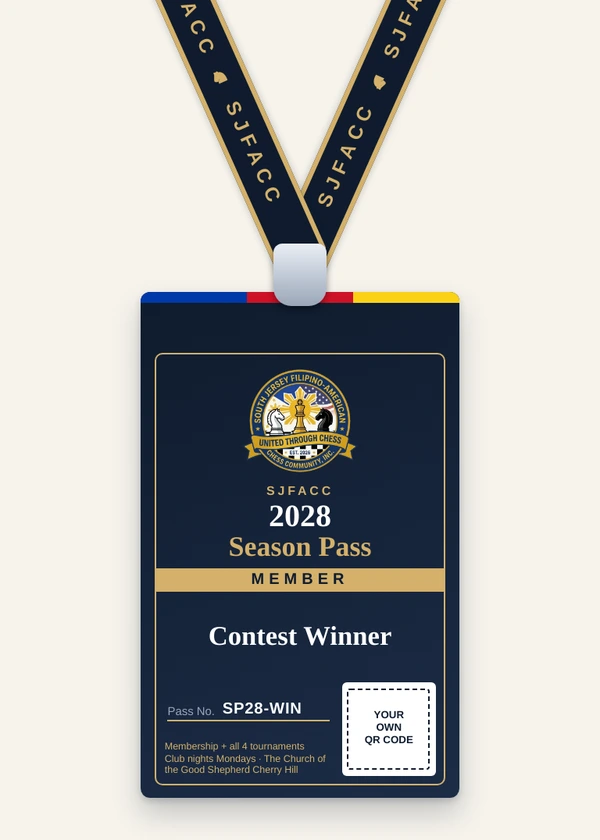 ACC SJFACC
SJFACC SJFA
SOUTH JERSEY FILIPINO-AMERICAN
UNITED THROUGH CHESS
EST. 2026
CHESS COMMUNITY, INC.
SJFACC
2028
Season Pass
MEMBER
Contest Winner
Pass No. SP28-WIN
YOUR
OWN
QR CODE
Membership + all 4 tournaments
Club nights Mondays · The Church of
the Good Shepherd Cherry Hill